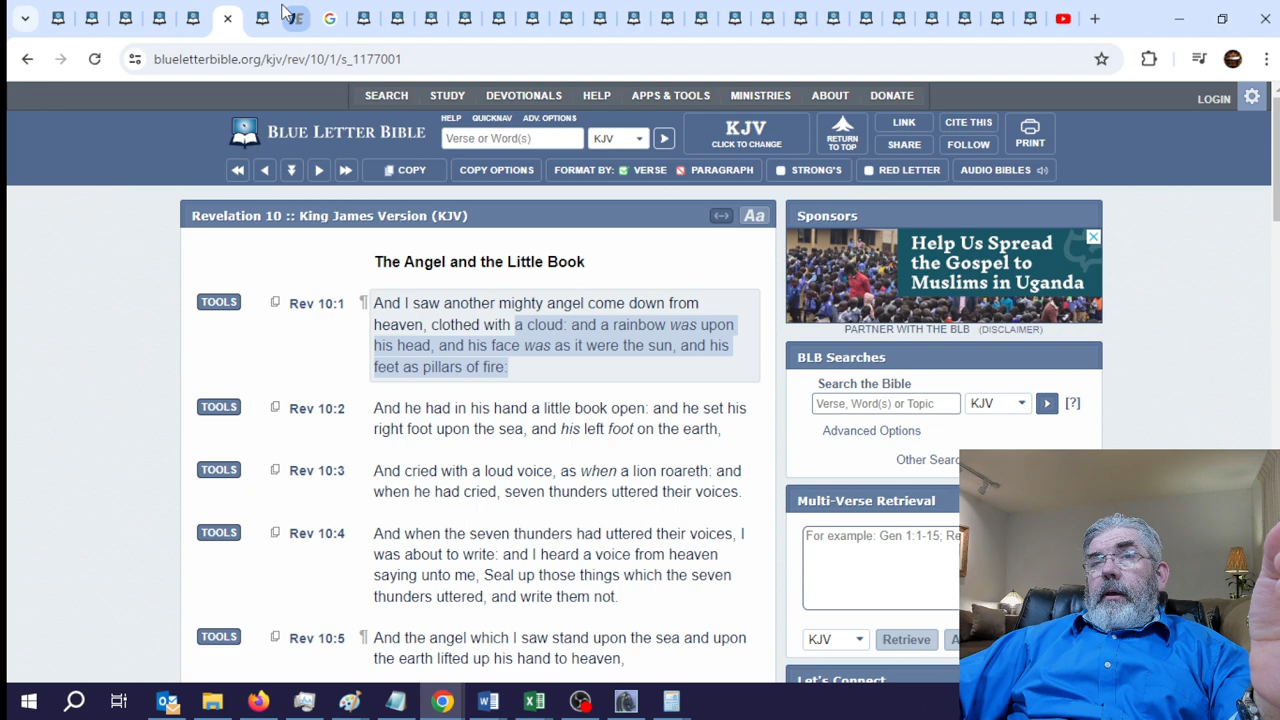 blueletterbible.org/kjv/rev/10/1/s_1177001
SEARCH STUDY DEVOTIONALS HELP APPS & TOOLS MINISTRIES ABOUT DONATE
LOGIN
BLUE LETTER BIBLE
HELP QUICKNAV ADV. OPTIONS
Verse or Word(s)
KJV
KJV
CLICK TO CHANGE
RETURN
TO TOP
LINK
CITE THIS
SHARE
FOLLOW
PRINT
COPY
COPY OPTIONS
FORMAT BY: VERSE PARAGRAPH
STRONG'S
RED LETTER
AUDIO BIBLES
Revelation 10 :: King James Version (KJV)
Aa
The Angel and the Little Book
TOOLS Rev 10:1 ¶ And I saw another mighty angel come down from
heaven, clothed with a cloud: and a rainbow was upon
his head, and his face was as it were the sun, and his
feet as pillars of fire:
TOOLS Rev 10:2 And he had in his hand a little book open: and he set his
right foot upon the sea, and his left foot on the earth,
TOOLS Rev 10:3 And cried with a loud voice, as when a lion roareth: and
when he had cried, seven thunders uttered their voices.
TOOLS Rev 10:4 And when the seven thunders had uttered their voices, I
was about to write: and I heard a voice from heaven
saying unto me, Seal up those things which the seven
thunders uttered, and write them not.
TOOLS Rev 10:5 ¶ And the angel which I saw stand upon the sea and upon
the earth lifted up his hand to heaven,
Sponsors
Help Us Spread
the Gospel to
Muslims in Uganda
PARTNER WITH THE BLB (DISCLAIMER)
BLB Searches
Search the Bible
Verse, Word(s) or Topic
KJV
[?]
Advanced Options
Other Sear
Multi-Verse Retrieval
For example: Gen 1:1-15; Re
KJV
Retrieve
Let's Connect